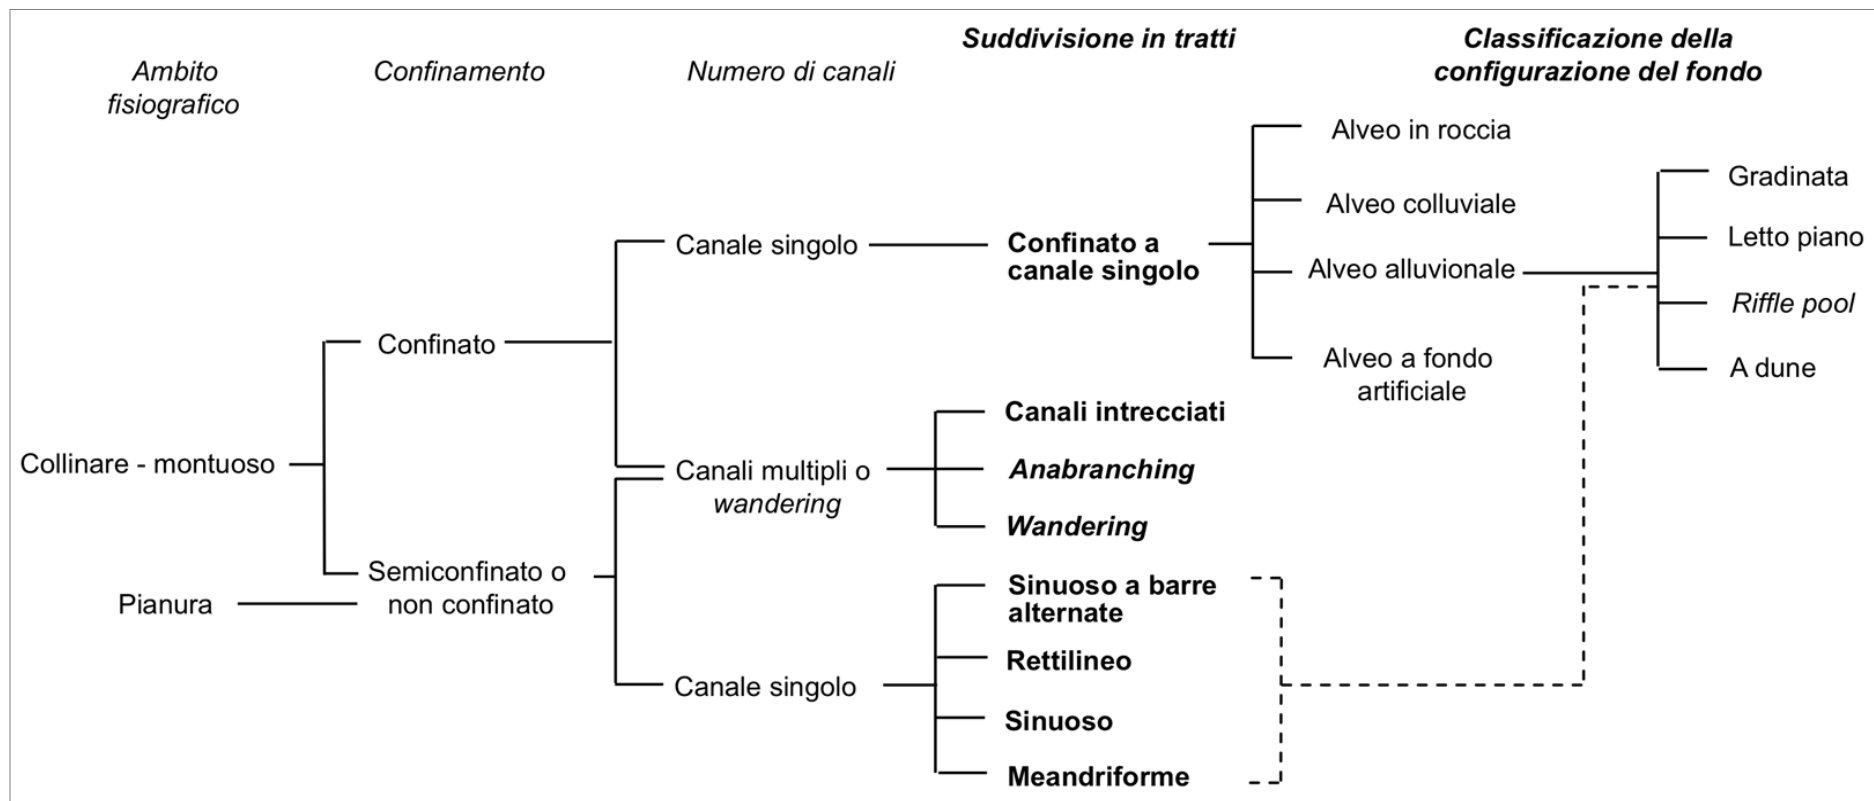 Suddivisione in tratti
Classificazione della
configurazione del fondo
Ambito
fisiografico
Confinamento
Numero di canali
Alveo in roccia
Gradinata
Alveo colluviale
Letto piano
Canale singolo
Confinato a
canale singolo
Alveo alluvionale
Riffle pool
Confinato
Alveo a fondo
artificiale
A dune
Canali intrecciati
Collinare - montuoso
Canali multipli o
wandering
Anabranching
Wandering
Semiconfinato o
non confinato
Pianura
Sinuoso a barre
alternate
Rettilineo
Canale singolo
Sinuoso
Meandriforme